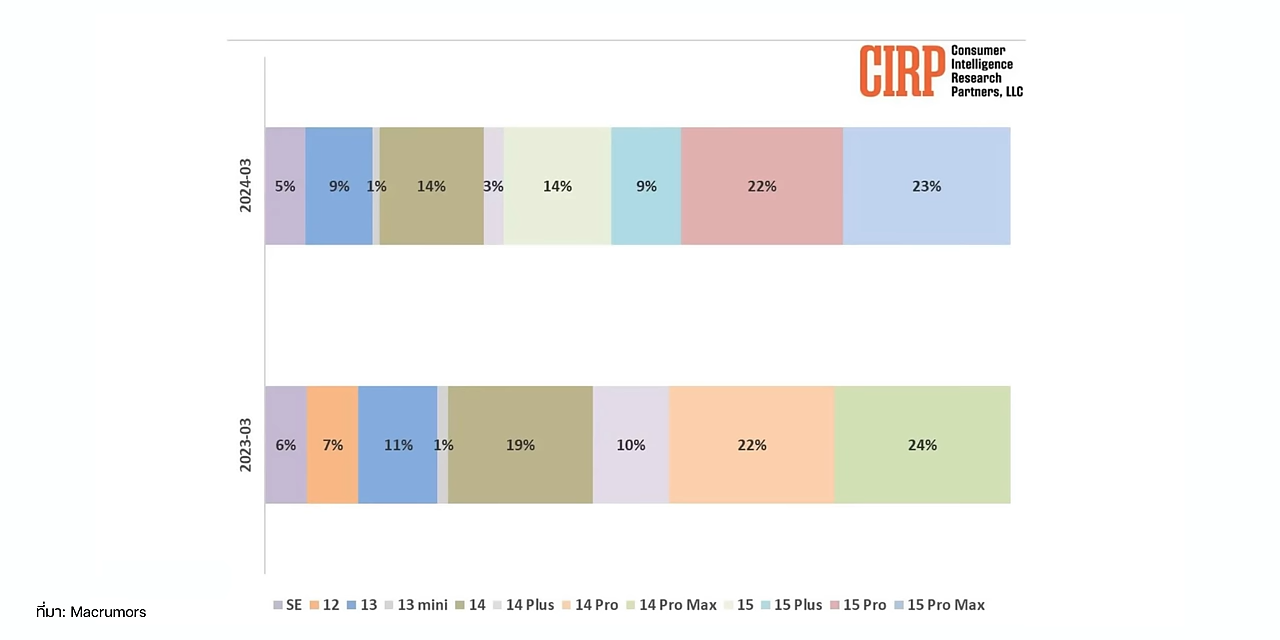 CIRP
Consumer
Intelligence
Research
Partners, LLC
2024-03
5% 9% 1% 14% 3% 14% 9% 22% 23%
2023-03
6% 7% 11% 1% 19% 10% 22% 24%
SE 12 13 13 mini 14 14 Plus 14 Pro 14 Pro Max 15 15 Plus 15 Pro 15 Pro Max
ที่มา: Macrumors